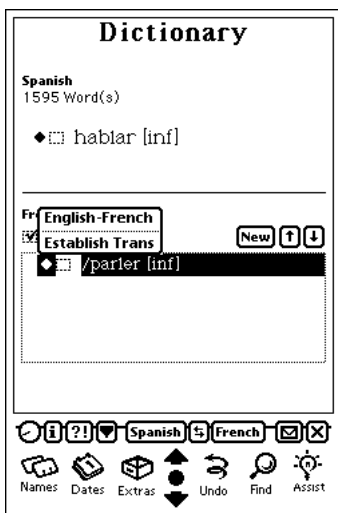 Dictionary
Spanish
1595 Word(s)
hablar [inf]
Fr
English-French
Establish Trans
New
/parler [inf]
i ?! Spanish French X
Names Dates Extras Undo Find Assist